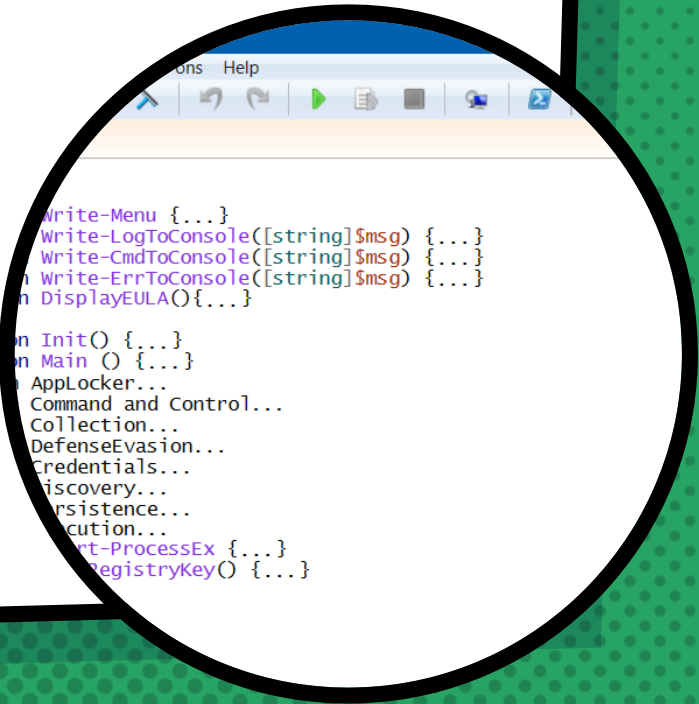 ons Help
Write-Menu {...}
Write-LogToConsole([string]$msg) {...}
Write-CmdToConsole([string]$msg) {...}
n Write-ErrToConsole([string]$msg) {...}
n DisplayEULA(){...}
on Init() {...}
on Main () {...}
n AppLocker...
Command and Control...
Collection...
DefenseEvasion...
Credentials...
iscovery...
rsistence...
cution...
rt-ProcessEx {...}
RegistryKey() {...}